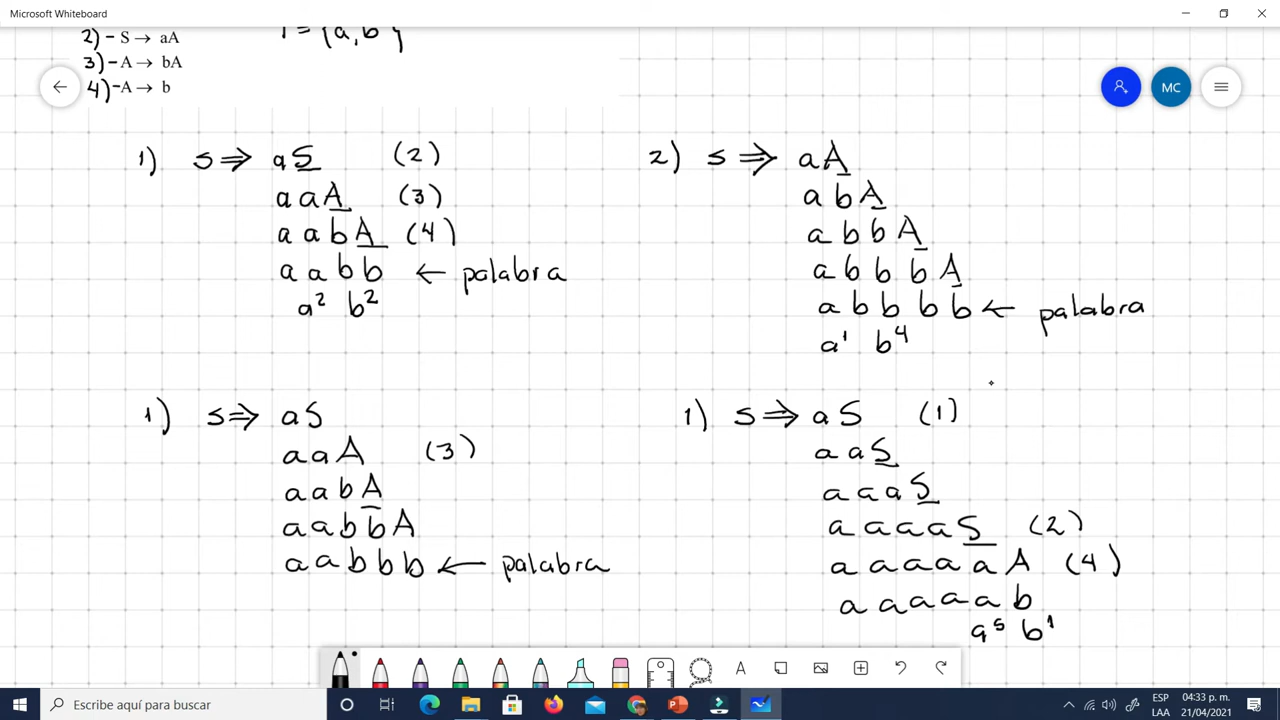 Microsoft Whiteboard
2)- S → aA
3)- A → bA
4)- A → b
T = {a,b}
MC
1) S ⇒ aS (2)
aaA (3)
aabA (4)
aabb ← palabra
a² b²
2) S ⇒ aA
abA
abbA
abbbA
abbbb ← palabra
a¹ b⁴
1) S ⇒ aS
aaA (3)
aabA
aabbA
aabbb ← palabra
1) S ⇒ aS (1)
aaS
aaaS
aaaaS (2)
aaaaaA (4)
aaaaab
a⁵ b¹
A
Escribe aquí para buscar
ESP
LAA
04:33 p. m.
21/04/2021